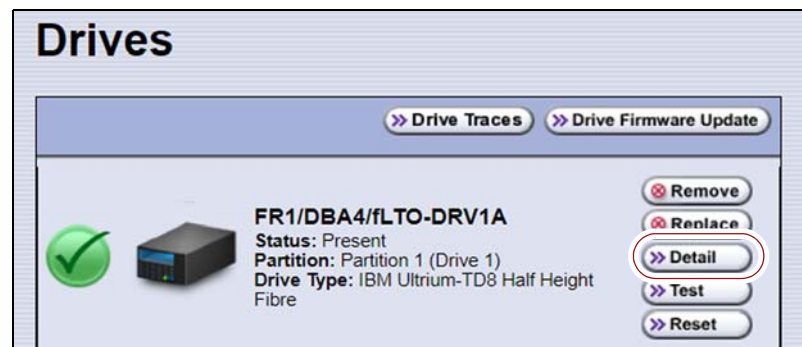 Drives
>> Drive Traces
>> Drive Firmware Update
FR1/DBA4/fLTO-DRV1A
Status: Present
Partition: Partition 1 (Drive 1)
Drive Type: IBM Ultrium-TD8 Half Height
Fibre
Remove
Replace
>> Detail
>> Test
>> Reset